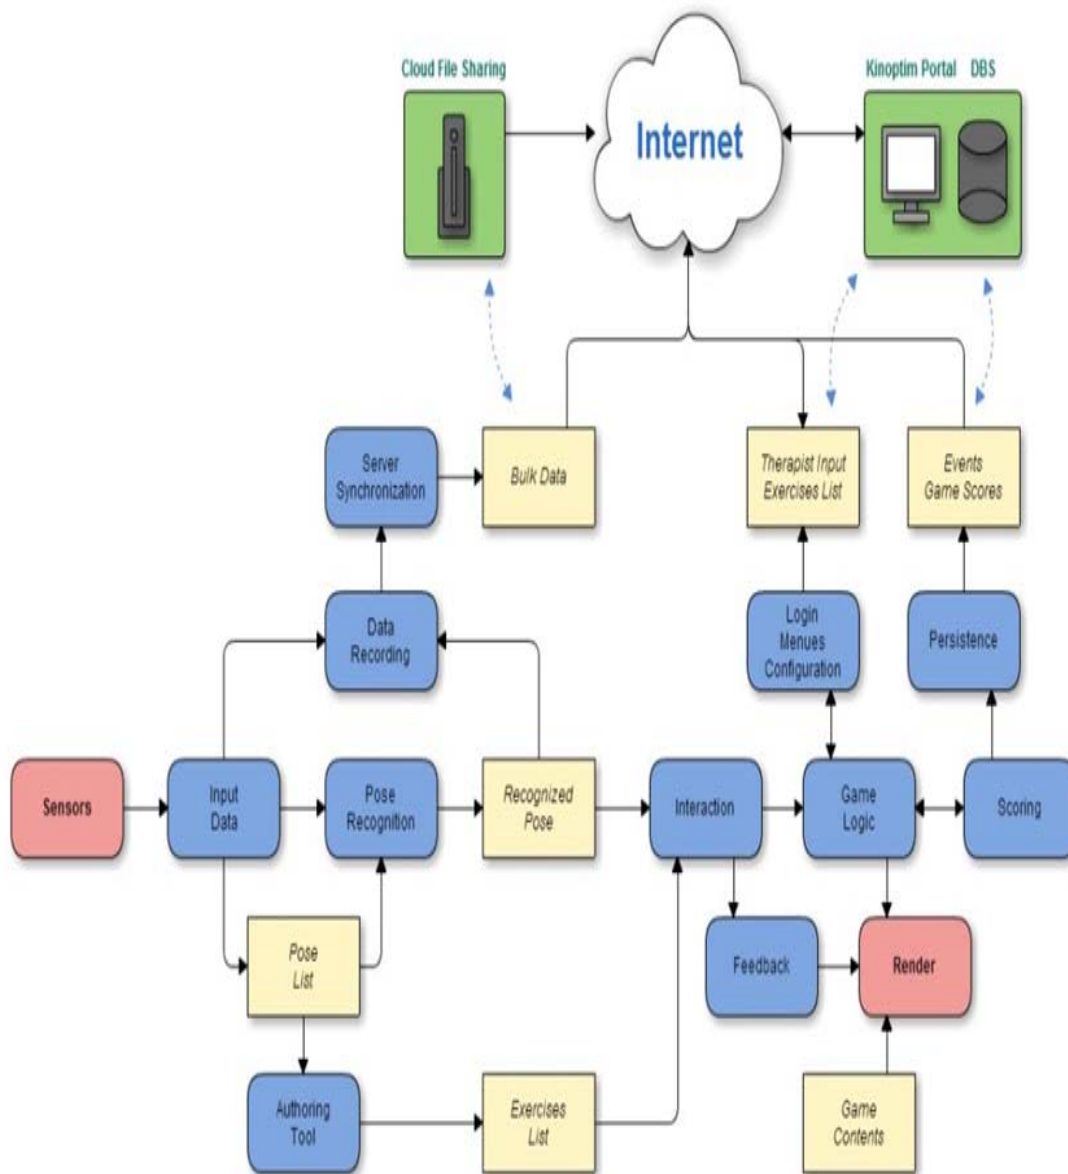 Cloud File Sharing
Kinoptim Portal DBS
Internet
Server
Synchronization
Bulk Data
Therapist Input
Exercises List
Events
Game Scores
Data
Recording
Login
Menues
Configuration
Persistence
Sensors
Input
Data
Pose
Recognition
Recognized
Pose
Interaction
Game
Logic
Scoring
Pose
List
Feedback
Render
Authoring
Tool
Exercises
List
Game
Contents